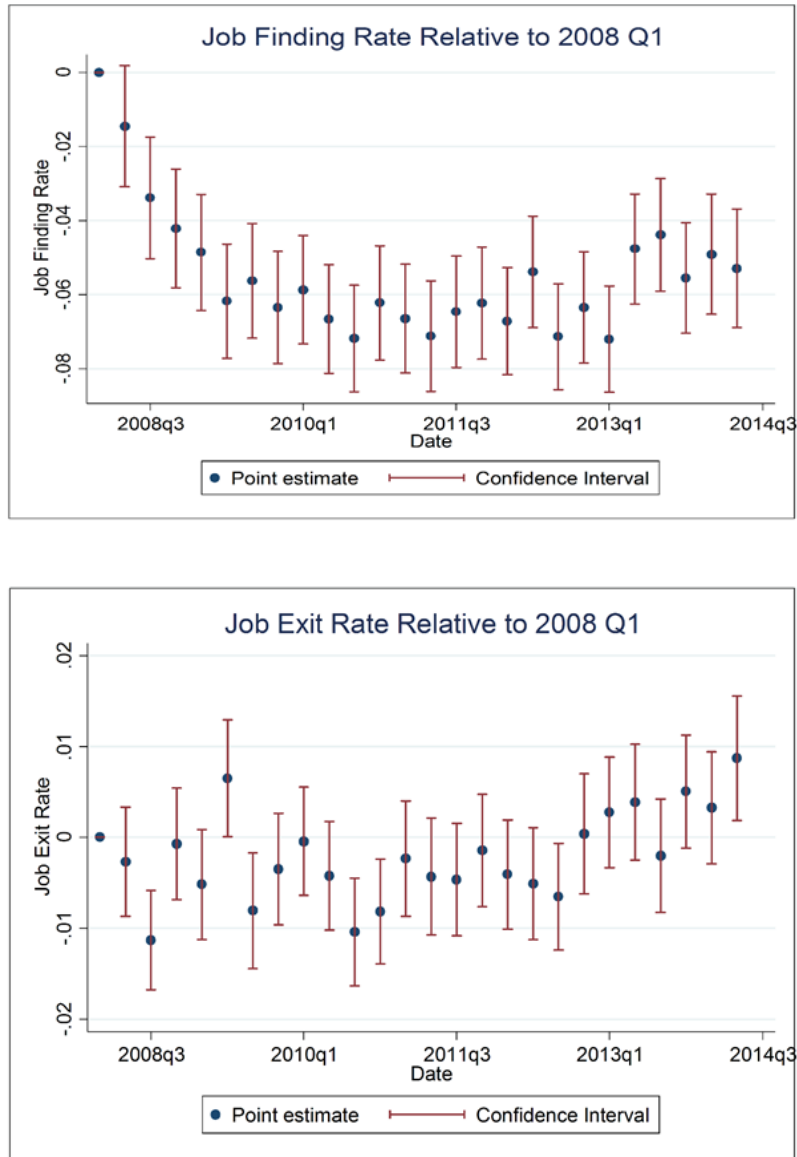 Job Finding Rate Relative to 2008 Q1
Job Finding Rate
0
-.02
-.04
-.06
-.08
2008q3 2010q1 2011q3 2013q1 2014q3
Date
Point estimate Confidence Interval
Job Exit Rate Relative to 2008 Q1
Job Exit Rate
.02
.01
0
-.01
-.02
2008q3 2010q1 2011q3 2013q1 2014q3
Date
Point estimate Confidence Interval